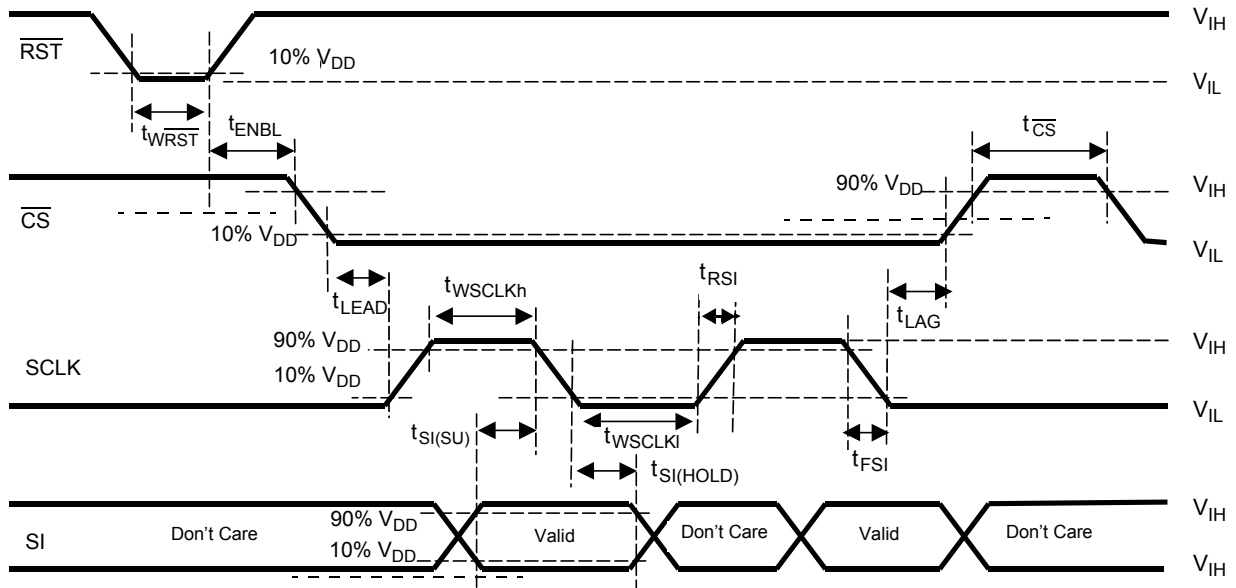 V_IH
RST
10% V_DD
V_IL
t_WRST
t_ENBL
t_CS
90% V_DD
V_IH
CS
10% V_DD
V_IL
t_LEAD
t_WSCLKh
t_RSI
t_LAG
90% V_DD
V_IH
SCLK
10% V_DD
V_IL
t_SI(SU)
t_WSCLKl
t_FSI
t_SI(HOLD)
V_IH
90% V_DD
SI
Don't Care
Valid
Don't Care
Valid
Don't Care
10% V_DD
V_IH